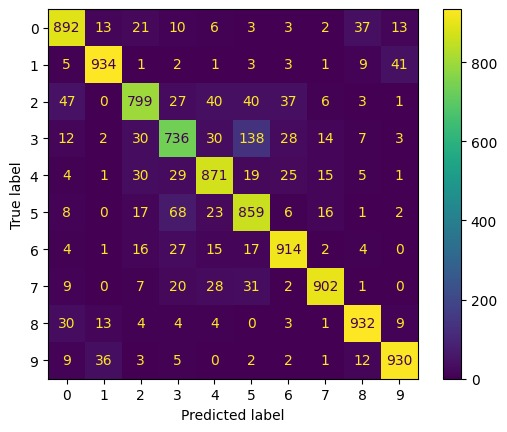 0 892 13 21 10 6 3 3 2 37 13
1 5 934 1 2 1 3 3 1 9 41
800
2 47 0 799 27 40 40 37 6 3 1
3 12 2 30 736 30 138 28 14 7 3
600
True label
4 4 1 30 29 871 19 25 15 5 1
5 8 0 17 68 23 859 6 16 1 2
400
6 4 1 16 27 15 17 914 2 4 0
7 9 0 7 20 28 31 2 902 1 0
200
8 30 13 4 4 4 0 3 1 932 9
9 9 36 3 5 0 2 2 1 12 930
0
0 1 2 3 4 5 6 7 8 9
Predicted label